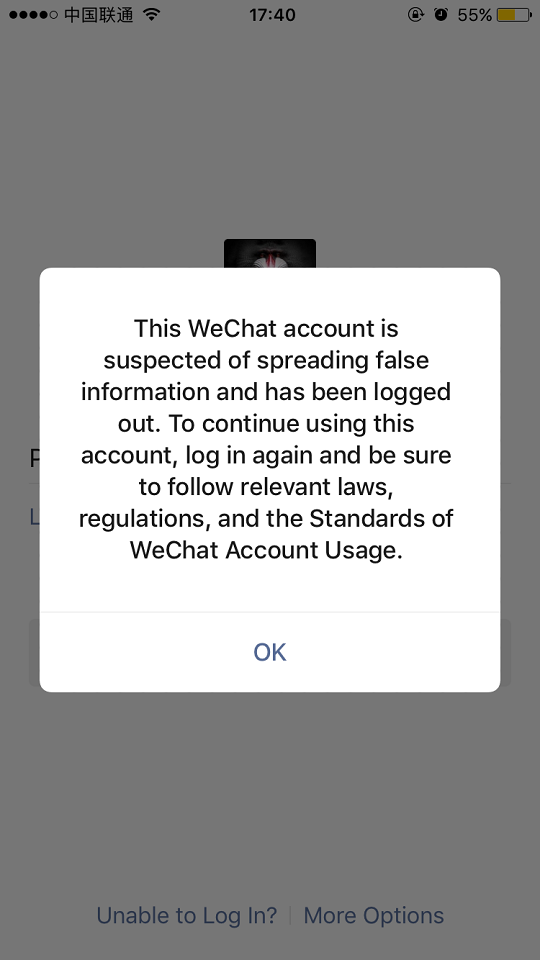 中国联通 17:40 55%
This WeChat account is
suspected of spreading false
information and has been logged
out. To continue using this
account, log in again and be sure
to follow relevant laws,
regulations, and the Standards of
WeChat Account Usage.
OK
Unable to Log In? More Options